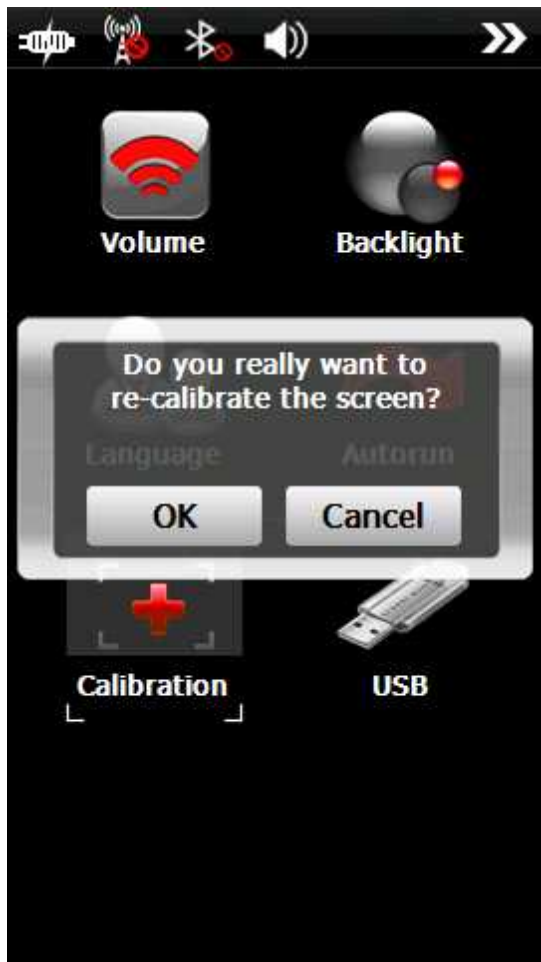 Volume
Backlight
Do you really want to
re-calibrate the screen?
Language
Autorun
OK
Cancel
Calibration
USB